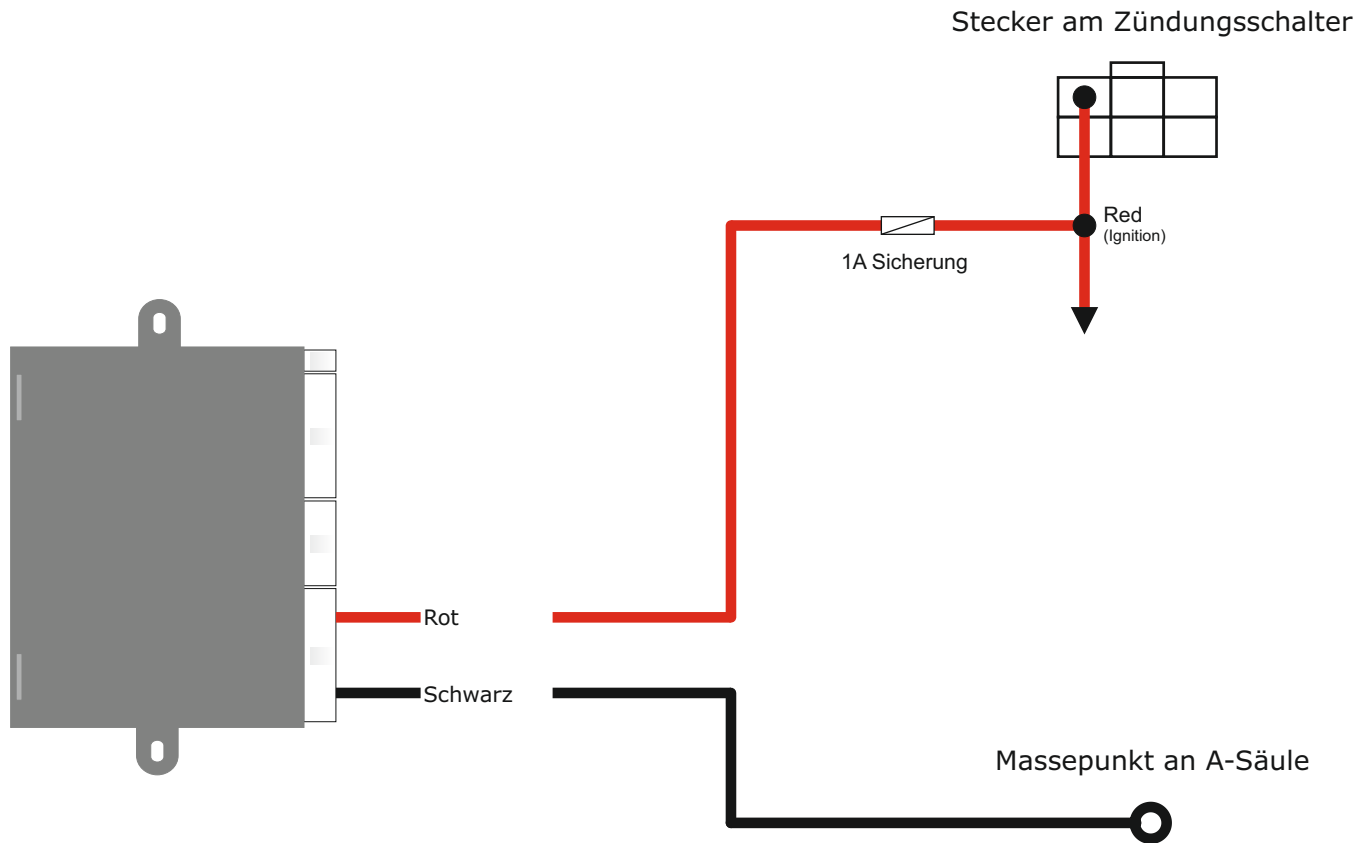 Stecker am Zündungsschalter
Red
(Ignition)
1A Sicherung
Rot
Schwarz
Massepunkt an A-Säule